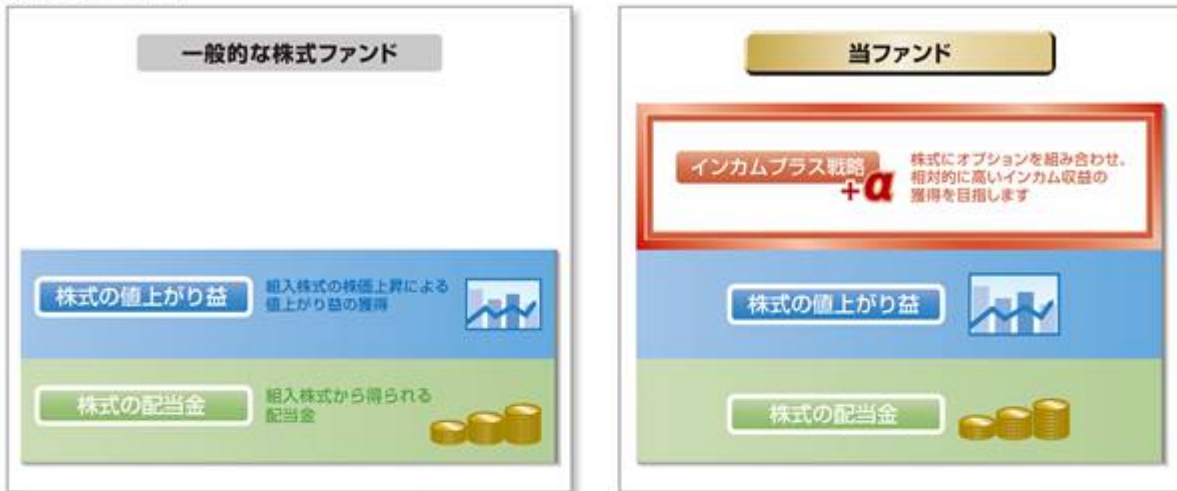 一般的な株式ファンド
株式の値上がり益
組入株式の株価上昇による
値上がり益の獲得
株式の配当金
組入株式から得られる
配当金
当ファンド
インカムプラス戦略
+α
株式にオプションを組み合わせ、
相対的に高いインカム収益の
獲得を目指します
株式の値上がり益
株式の配当金